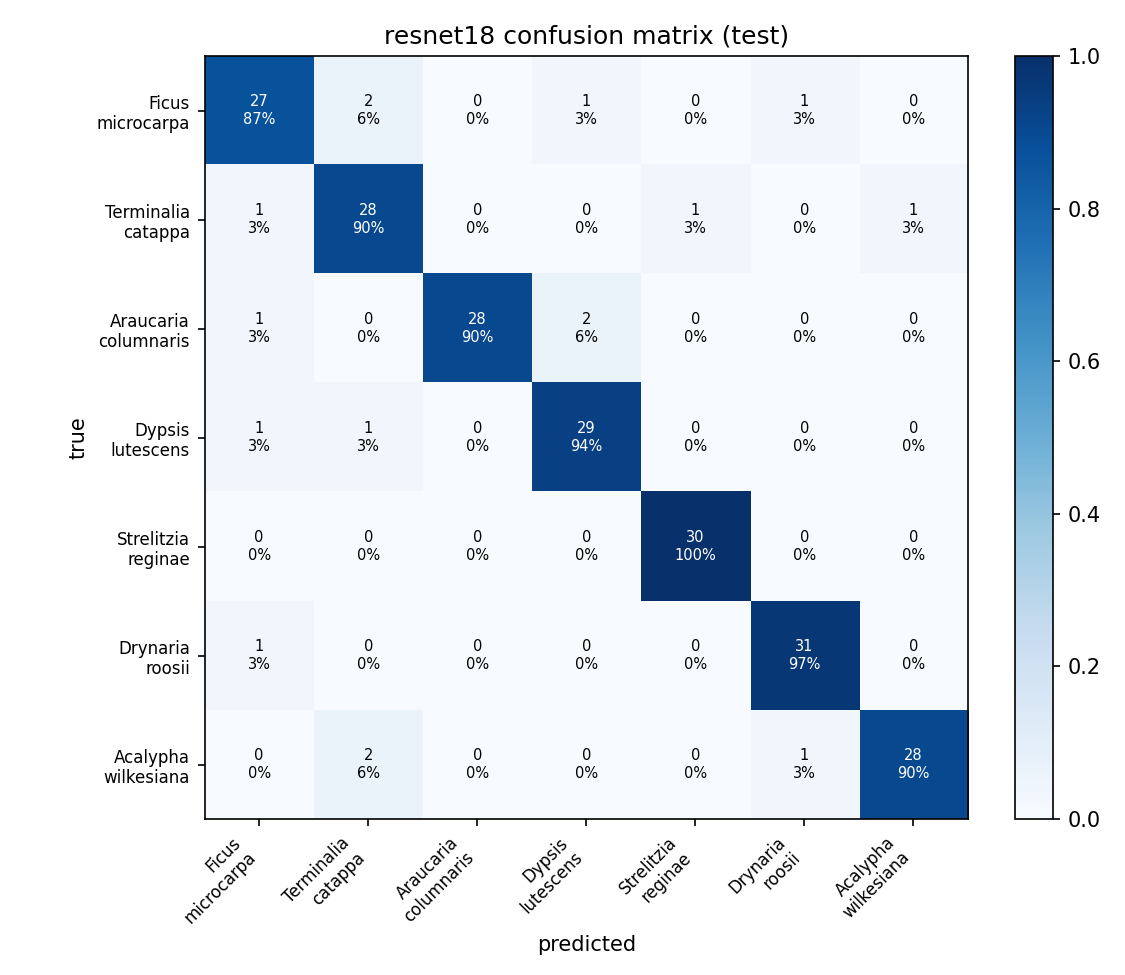 resnet18 confusion matrix (test)
Ficus
microcarpa
27 2 0 1 0 1 0
87% 6% 0% 3% 0% 3% 0%
Terminalia
catappa
1 28 0 0 1 0 1
3% 90% 0% 0% 3% 0% 3%
Araucaria
columnaris
1 0 28 2 0 0 0
3% 0% 90% 6% 0% 0% 0%
Dypsis
lutescens
1 1 0 29 0 0 0
3% 3% 0% 94% 0% 0% 0%
Strelitzia
reginae
0 0 0 0 30 0 0
0% 0% 0% 0% 100% 0% 0%
Drynaria
roosii
1 0 0 0 0 31 0
3% 0% 0% 0% 0% 97% 0%
Acalypha
wilkesiana
0 2 0 0 0 1 28
0% 6% 0% 0% 0% 3% 90%
true
Ficus
microcarpa
Terminalia
catappa
Araucaria
columnaris
Dypsis
lutescens
Strelitzia
reginae
Drynaria
roosii
Acalypha
wilkesiana
predicted
1.0
0.8
0.6
0.4
0.2
0.0